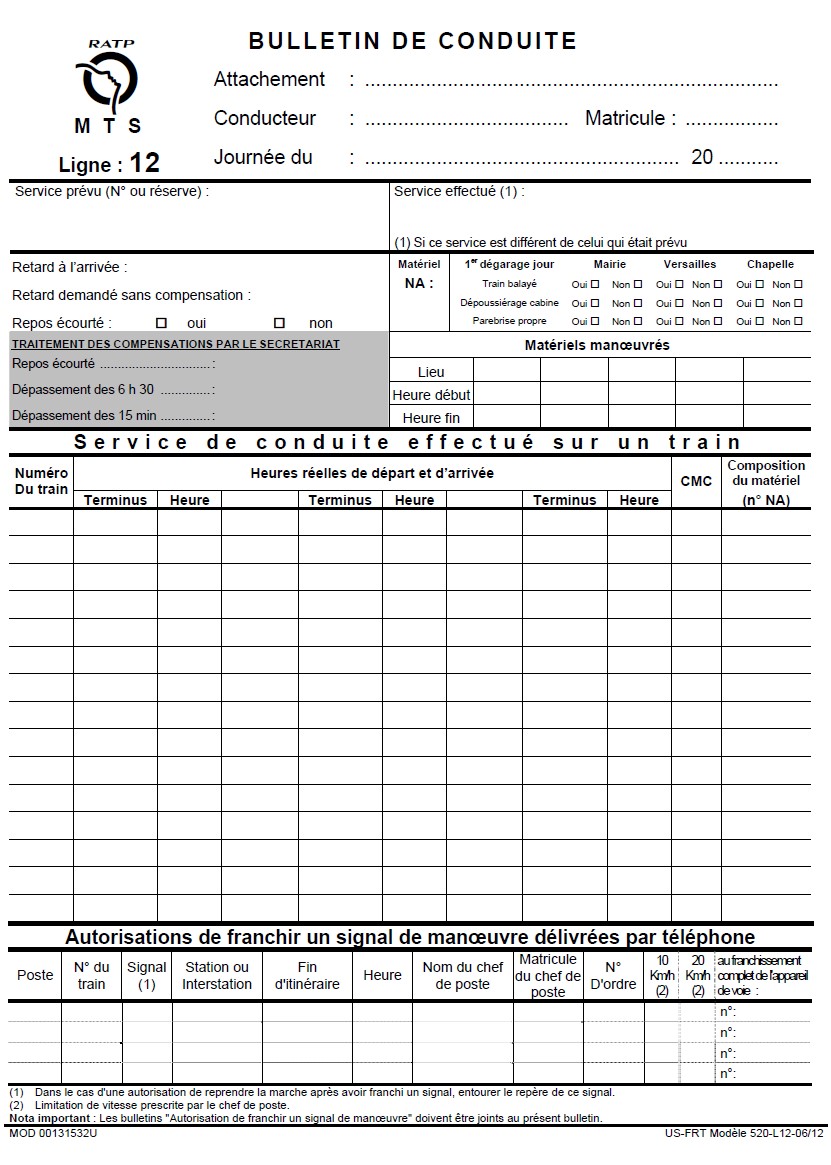 RATP
M T S
Ligne : 12
BULLETIN DE CONDUITE
Attachement : ..........................................................................
Conducteur : .................................... Matricule : .................
Journée du : ........................................................ 20 ...........
Service prévu (N° ou réserve) :
Service effectué (1) :
(1) Si ce service est différent de celui qui était prévu
Retard à l'arrivée :
Retard demandé sans compensation :
Repos écourté : ☐ oui ☐ non
Matériel 1er dégarage jour Mairie Versailles Chapelle
NA : Train balayé Oui ☐ Non ☐ Oui ☐ Non ☐ Oui ☐ Non ☐
Dépoussiérage cabine Oui ☐ Non ☐ Oui ☐ Non ☐ Oui ☐ Non ☐
Parebrise propre Oui ☐ Non ☐ Oui ☐ Non ☐ Oui ☐ Non ☐
TRAITEMENT DES COMPENSATIONS PAR LE SECRETARIAT
Repos écourté ...............................:
Dépassement des 6 h 30 ..............:
Dépassement des 15 min ..............:
Matériels manœuvrés
Lieu
Heure début
Heure fin
Service de conduite effectué sur un train
Numéro
Du train
Heures réelles de départ et d'arrivée
Terminus Heure Terminus Heure Terminus Heure
CMC
Composition
du matériel
(n° NA)
Autorisations de franchir un signal de manœuvre délivrées par téléphone
Poste
N° du
train
Signal
(1)
Station ou
Interstation
Fin
d'itinéraire
Heure
Nom du chef
de poste
Matricule
du chef de
poste
N°
D'ordre
10
Km/h
(2)
20
Km/h
(2)
au franchissement
complet de l'appareil
de voie :
n°:
n°:
n°:
n°:
(1) Dans le cas d'une autorisation de reprendre la marche après avoir franchi un signal, entourer le repère de ce signal.
(2) Limitation de vitesse prescrite par le chef de poste.
Nota important : Les bulletins "Autorisation de franchir un signal de manœuvre" doivent être joints au présent bulletin.
MOD 00131532U
US-FRT Modèle 520-L12-06/12